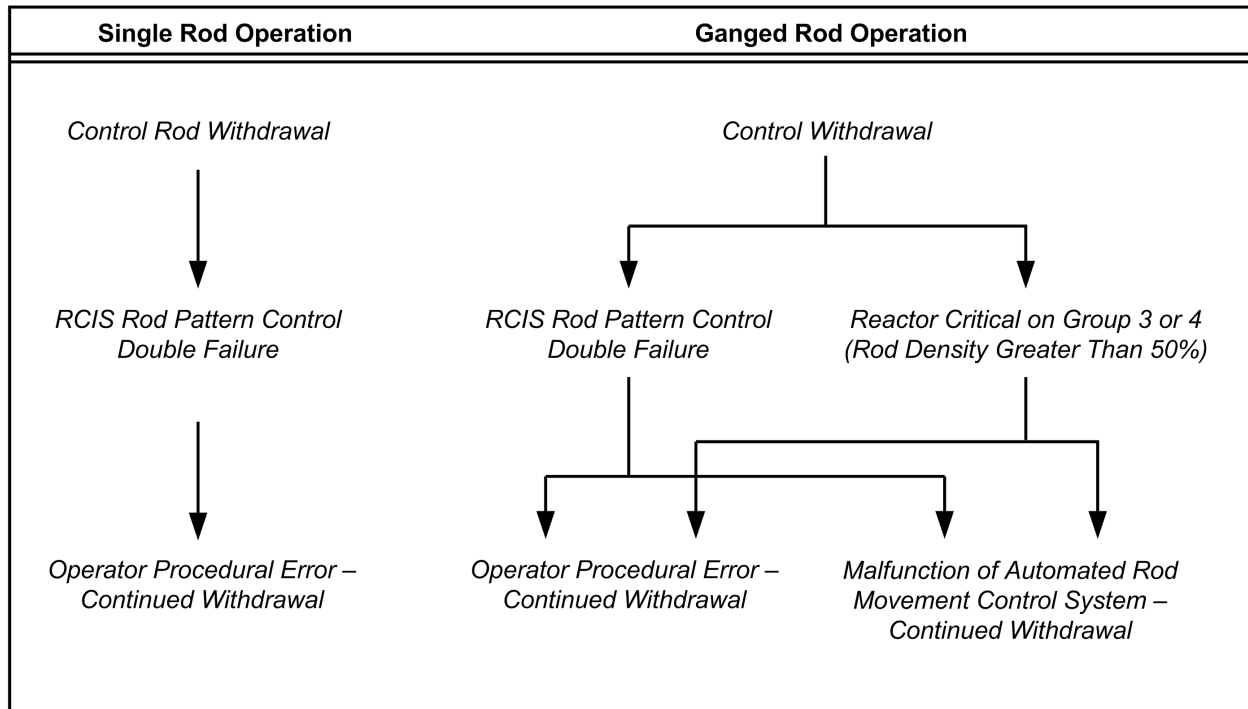 Single Rod Operation
Ganged Rod Operation
Control Rod Withdrawal
Control Withdrawal
RCIS Rod Pattern Control
Double Failure
RCIS Rod Pattern Control
Double Failure
Reactor Critical on Group 3 or 4
(Rod Density Greater Than 50%)
Operator Procedural Error –
Continued Withdrawal
Operator Procedural Error –
Continued Withdrawal
Malfunction of Automated Rod
Movement Control System –
Continued Withdrawal